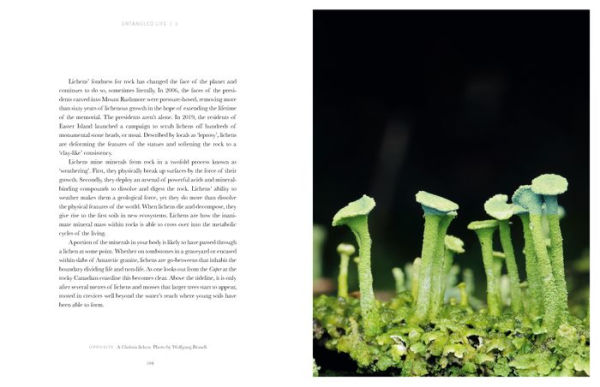 ENTANGLED LIFE
Lichens' fondness for rock has changed the face of the planet and
continues to do so, sometimes literally. In 2006, the faces of the presi-
dents carved into Mount Rushmore were pressure-hosed, removing more
than sixty years of lichenous growth in the hope of extending the lifetime
of the memorial. The presidents aren't alone. In 2019, the residents of
Easter Island launched a campaign to scrub lichens off hundreds of
monumental stone heads, or moai. Described by locals as 'leprosy', lichens
are deforming the features of the statues and softening the rock to a
'clay-like' consistency.
Lichens mine minerals from rock in a twofold process known as
'weathering'. First, they physically break up surfaces by the force of their
growth. Secondly, they deploy an arsenal of powerful acids and mineral-
binding compounds to dissolve and digest the rock. Lichens' ability to
weather makes them a geological force, yet they do more than dissolve
the physical features of the world. When lichens die and decompose, they
give rise to the first soils in new ecosystems. Lichens are how the inani-
mate mineral mass within rocks is able to cross over into the metabolic
cycles of the living.
A portion of the minerals in your body is likely to have passed through
a lichen at some point. Whether on tombstones in a graveyard or encased
within slabs of Antarctic granite, lichens are go-betweens that inhabit the
boundary dividing life and non-life. As one looks out from the Cape at the
rocky Canadian coastline this becomes clear. Above the tideline, it is only
after several metres of lichens and mosses that larger trees start to appear,
rooted in crevices well beyond the water's reach where young soils have
been able to form.
OPPOSITE A Cladonia lichen. Photo by Wolfgang